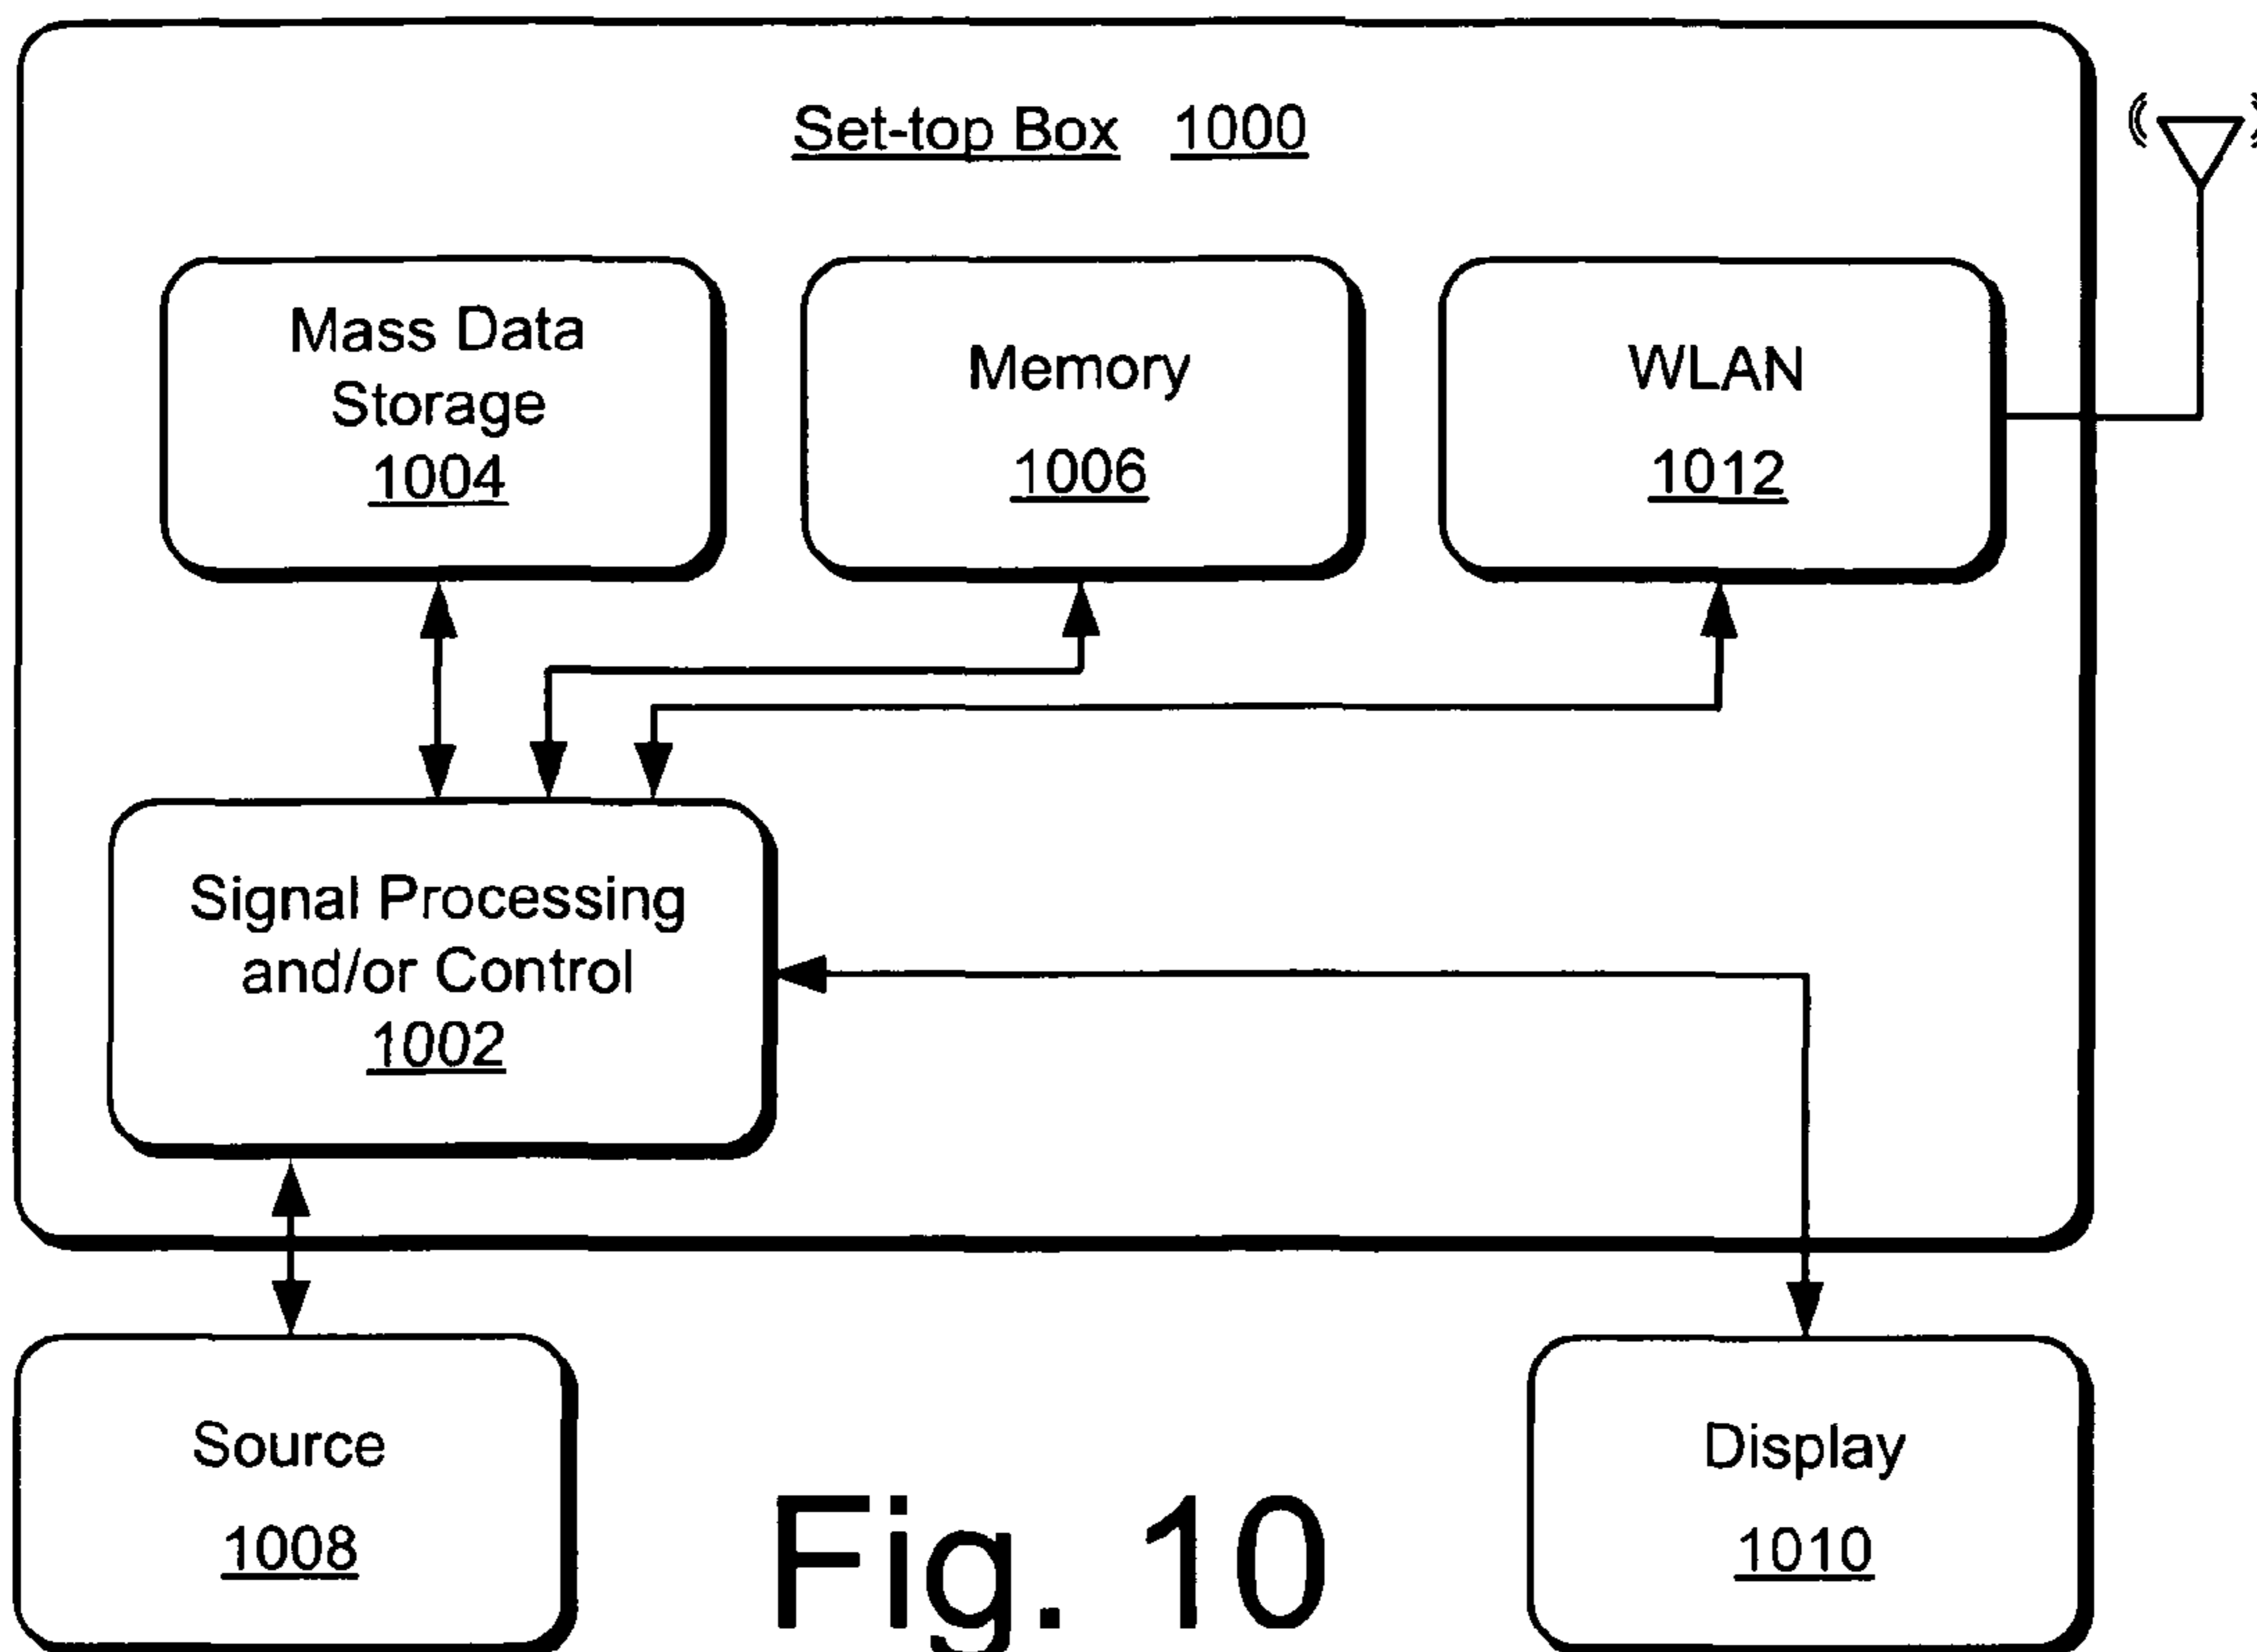 Set-top Box 1000
Mass Data
Storage
1004
Memory
1006
WLAN
1012
Signal Processing
and/or Control
1002
Source
1008
Display
1010
Fig. 10